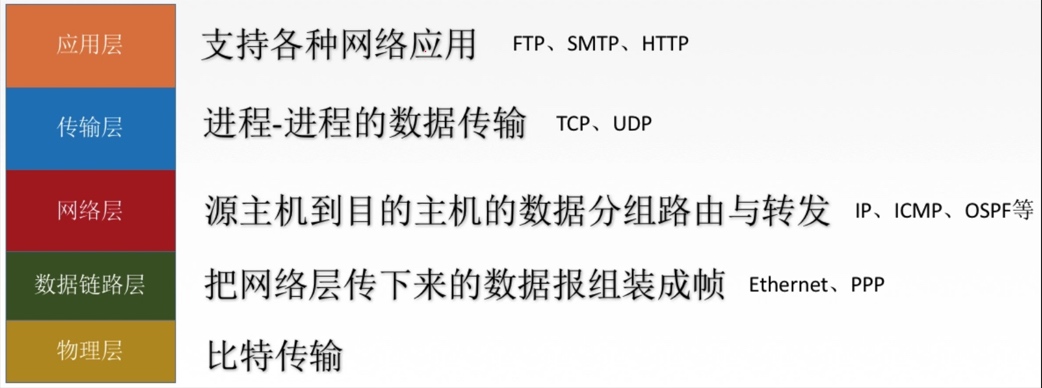 应用层 支持各种网络应用 FTP、SMTP、HTTP
传输层 进程-进程的数据传输 TCP、UDP
网络层 源主机到目的主机的数据分组路由与转发 IP、ICMP、OSPF等
数据链路层 把网络层传下来的数据报组装成帧 Ethernet、PPP
物理层 比特传输